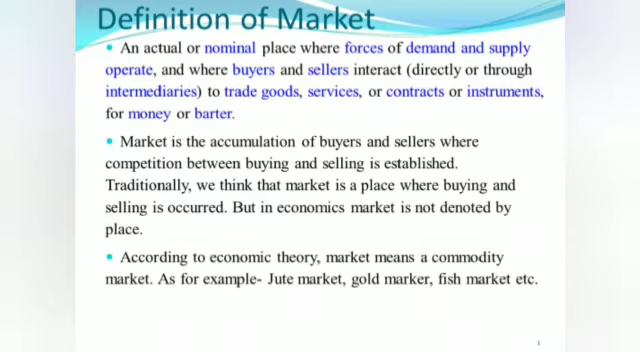 Definition of Market
• An actual or nominal place where forces of demand and supply
operate, and where buyers and sellers interact (directly or through
intermediaries) to trade goods, services, or contracts or instruments,
for money or barter.
• Market is the accumulation of buyers and sellers where
competition between buying and selling is established.
Traditionally, we think that market is a place where buying and
selling is occurred. But in economics market is not denoted by
place.
• According to economic theory, market means a commodity
market. As for example- Jute market, gold marker, fish market etc.
1